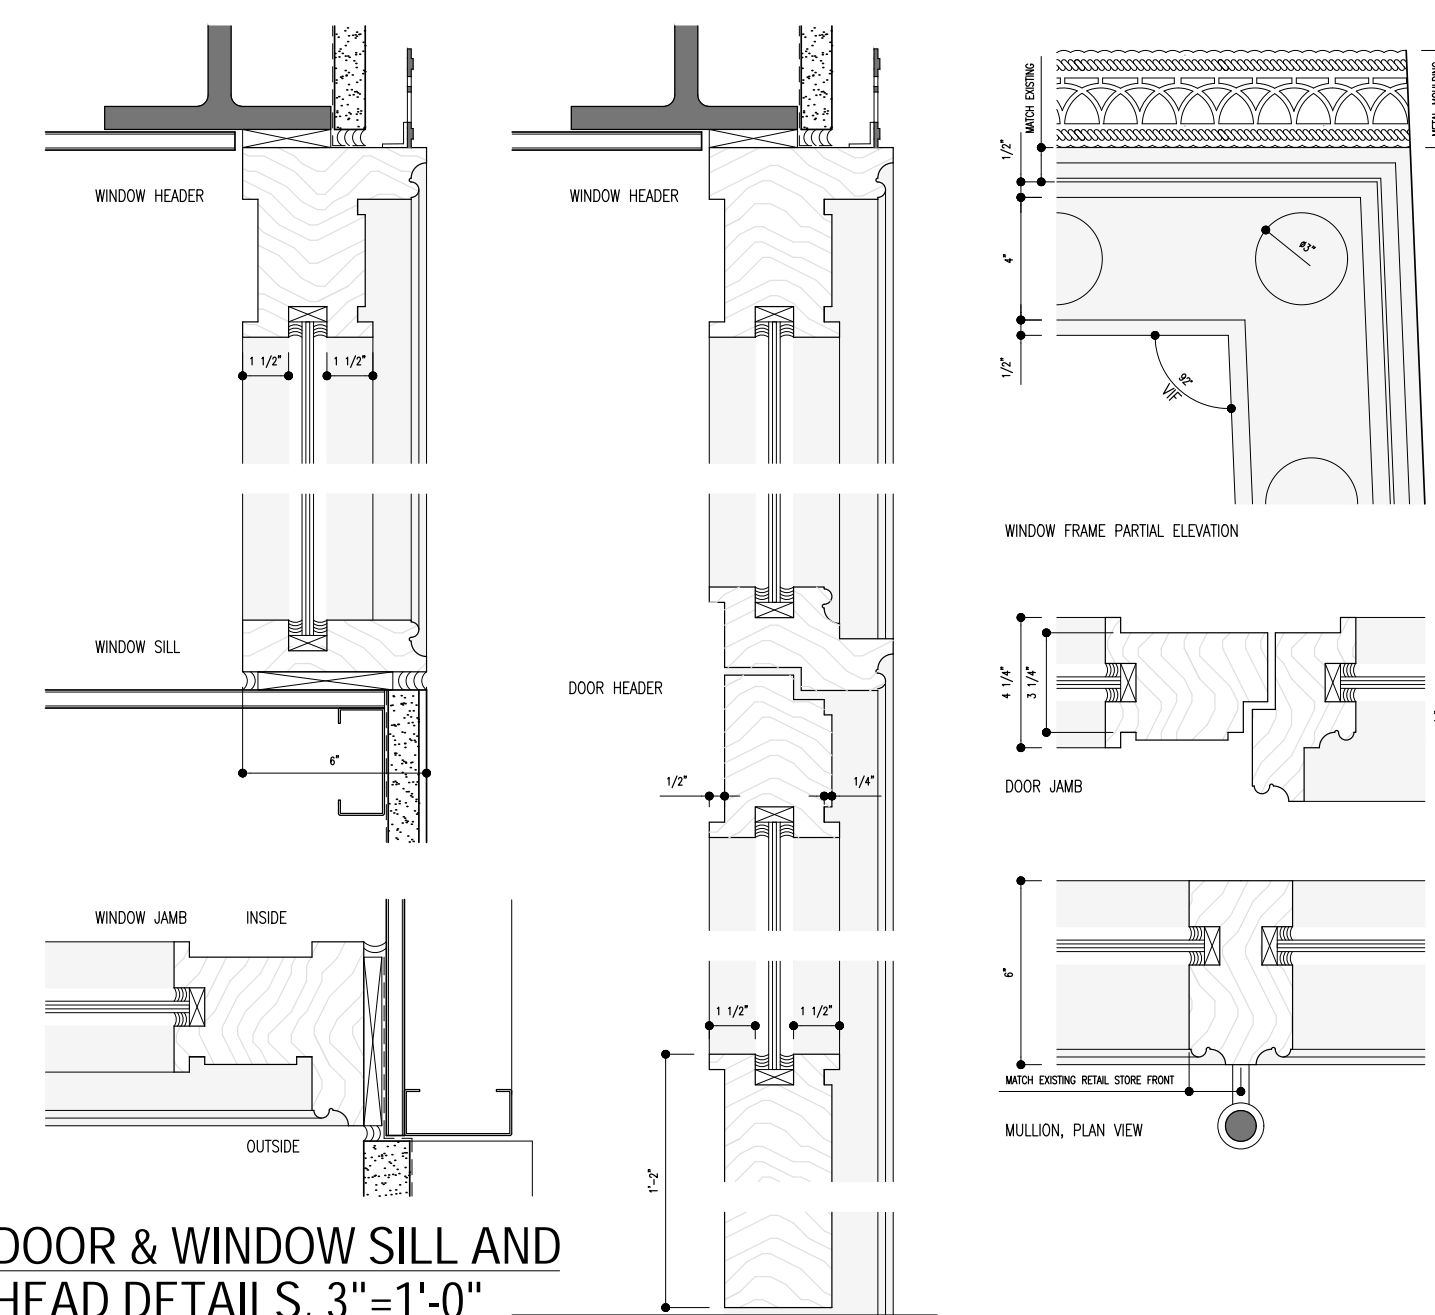 WINDOW HEADER
1 1/2"
1 1/2"
WINDOW SILL
6"
WINDOW JAMB
INSIDE
OUTSIDE
WINDOW HEADER
DOOR HEADER
1/2"
1/4"
1 1/2"
1 1/2"
1'-2"
MATCH EXISTING
METAL MOULDING
1/2"
4"
1/2"
ø3"
92°
VIF
WINDOW FRAME PARTIAL ELEVATION
4 1/4"
3 1/4"
DOOR JAMB
6"
MATCH EXISTING RETAIL STORE FRONT
MULLION, PLAN VIEW
DOOR & WINDOW SILL AND
HEAD DETAILS, 3"=1'-0"